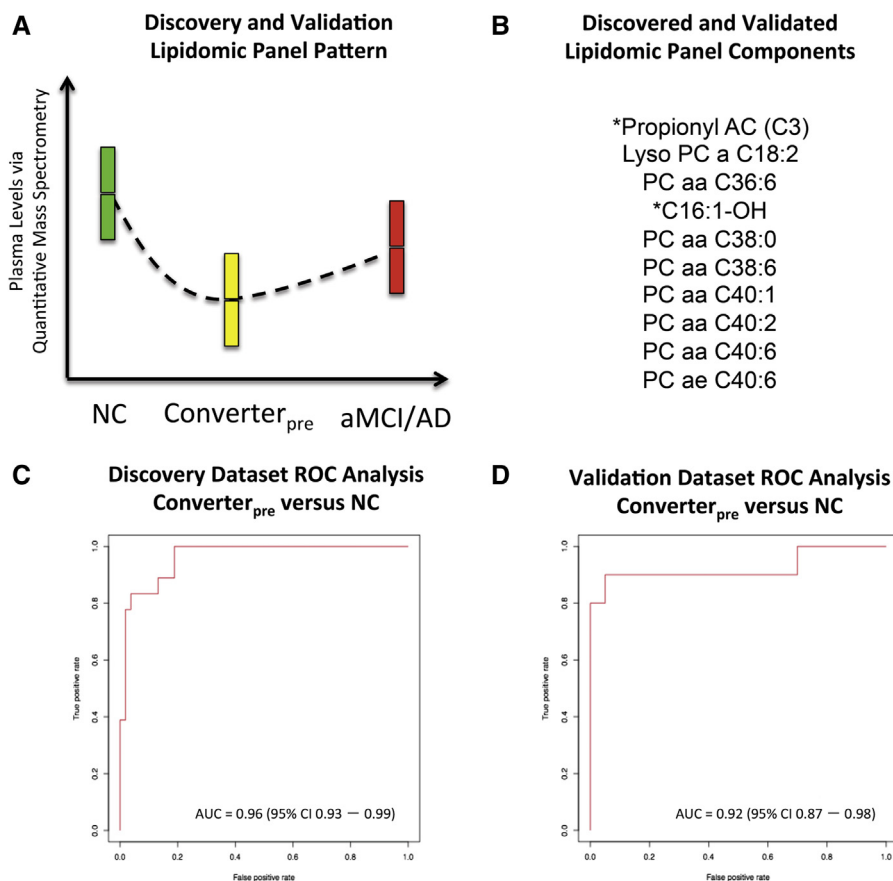 A
Discovery and Validation
Lipidomic Panel Pattern
Plasma Levels via
Quantitative Mass Spectrometry
NC
Converterpre
aMCI/AD
B
Discovered and Validated
Lipidomic Panel Components
*Propionyl AC (C3)
Lyso PC a C18:2
PC aa C36:6
*C16:1-OH
PC aa C38:0
PC aa C38:6
PC aa C40:1
PC aa C40:2
PC aa C40:6
PC ae C40:6
C
Discovery Dataset ROC Analysis
Converterpre versus NC
True positive rate
1.0
0.8
0.6
0.4
0.2
0.0
AUC = 0.96 (95% CI 0.93 — 0.99)
0.0 0.2 0.4 0.6 0.8 1.0
False positive rate
D
Validation Dataset ROC Analysis
Converterpre versus NC
True positive rate
1.0
0.8
0.6
0.4
0.2
0.0
AUC = 0.92 (95% CI 0.87 — 0.98)
0.0 0.2 0.4 0.6 0.8 1.0
False positive rate